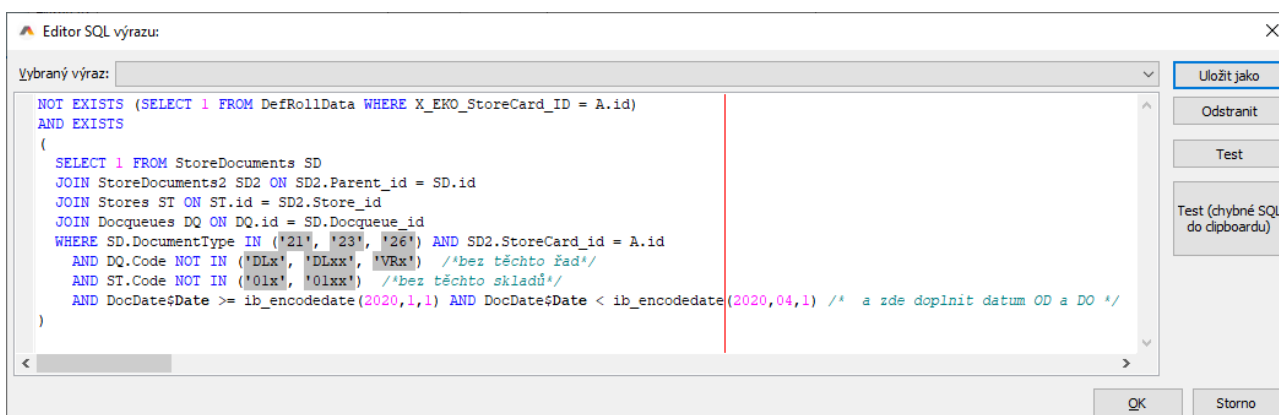 Editor SQL výrazu:
Vybraný výraz:
Uložit jako
NOT EXISTS (SELECT 1 FROM DefRollData WHERE X_EKO_StoreCard_ID = A.id)
AND EXISTS
(
SELECT 1 FROM StoreDocuments SD
JOIN StoreDocuments2 SD2 ON SD2.Parent_id = SD.id
JOIN Stores ST ON ST.id = SD2.Store_id
JOIN Docqueues DQ ON DQ.id = SD.Docqueue_id
WHERE SD.DocumentType IN ('21', '23', '26') AND SD2.StoreCard_id = A.id
AND DQ.Code NOT IN ('DLx', 'DLxx', 'VRx') /*bez těchto řad*/
AND ST.Code NOT IN ('01x', '01xx') /*bez těchto skladů*/
AND DocDate$Date >= ib_encodedate(2020,1,1) AND DocDate$Date < ib_encodedate(2020,04,1) /* a zde doplnit datum OD a DO */
)
Odstranit
Test
Test (chybné SQL
do clipboardu)
OK
Storno